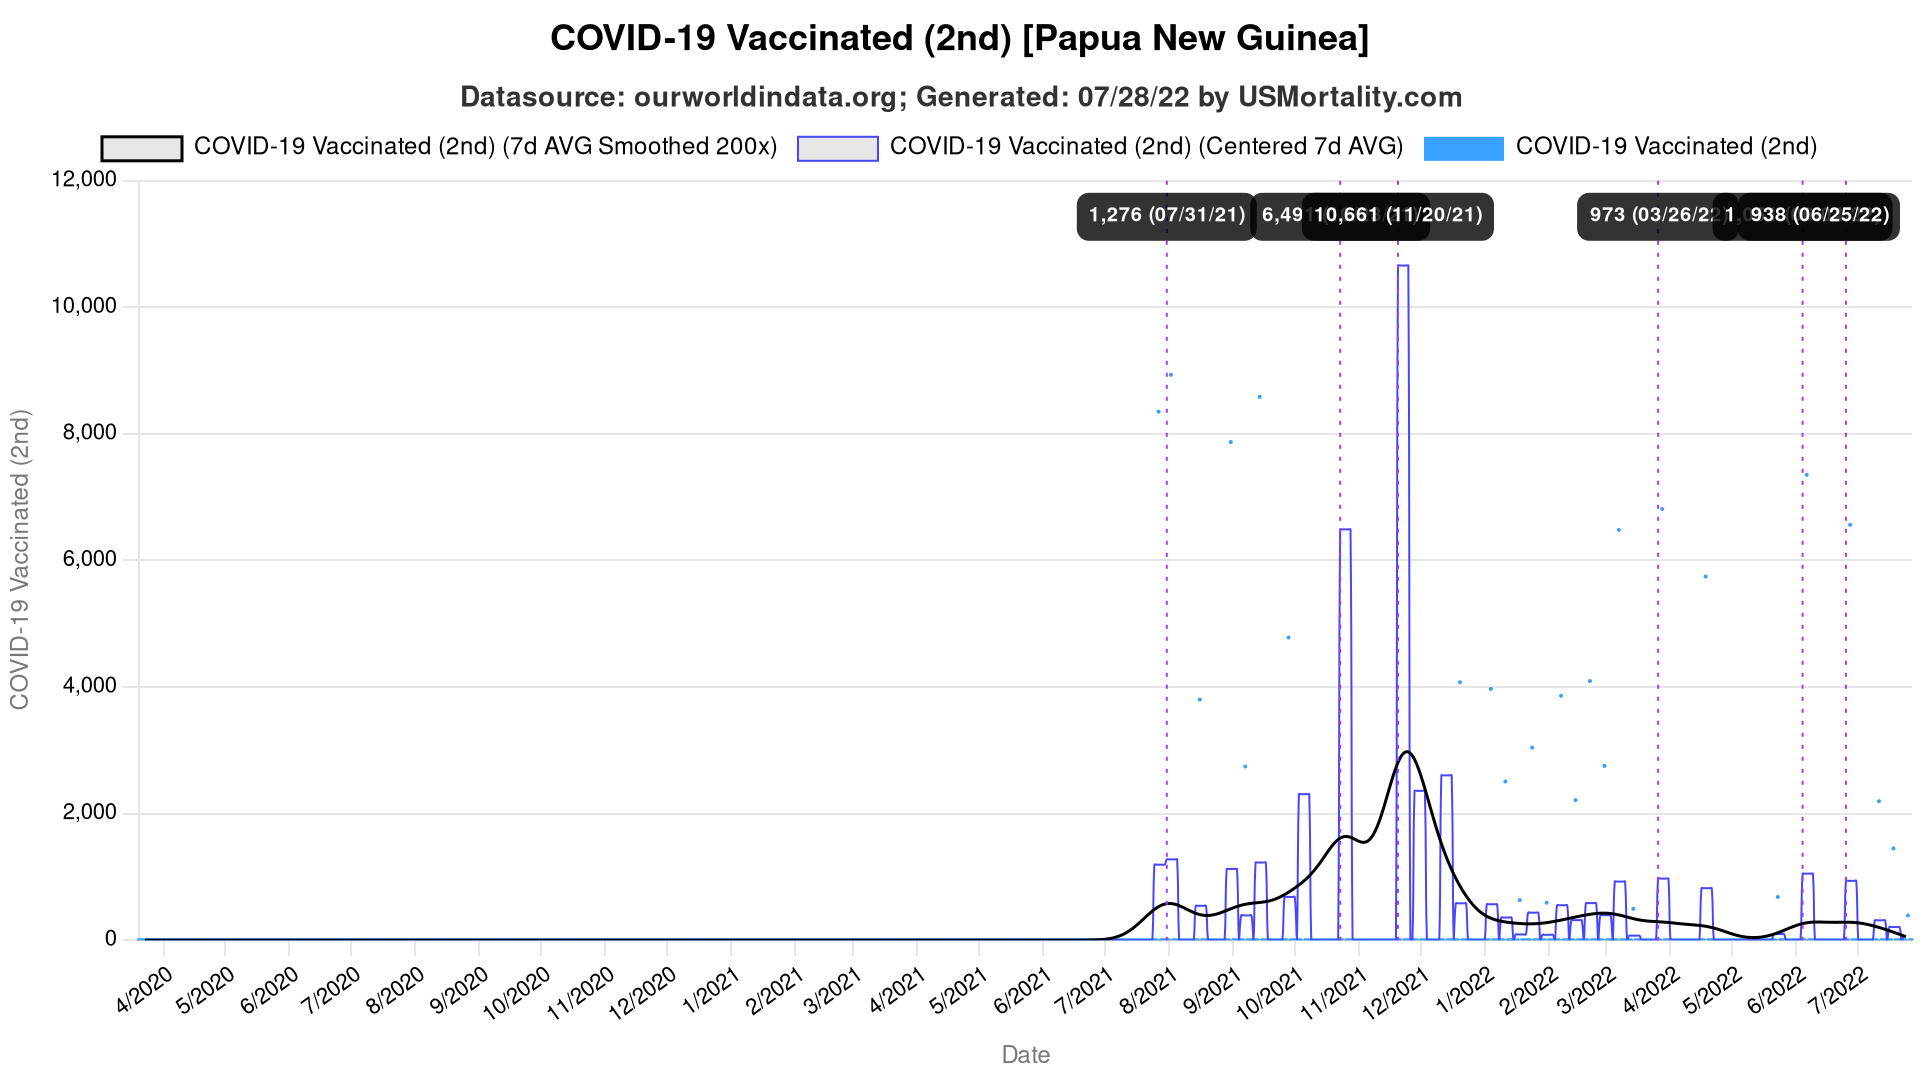 COVID-19 Vaccinated (2nd) [Papua New Guinea]
Datasource: ourworldindata.org; Generated: 07/28/22 by USMortality.com
COVID-19 Vaccinated (2nd) (7d AVG Smoothed 200x) COVID-19 Vaccinated (2nd) (Centered 7d AVG) COVID-19 Vaccinated (2nd)
1,276 (07/31/21) 6,491 10,661 (11/20/21) 973 (03/26/22) 938 (06/25/22)
COVID-19 Vaccinated (2nd)
12,000
10,000
8,000
6,000
4,000
2,000
0
4/2020 5/2020 6/2020 7/2020 8/2020 9/2020 10/2020 11/2020 12/2020 1/2021 2/2021 3/2021 4/2021 5/2021 6/2021 7/2021 8/2021 9/2021 10/2021 11/2021 12/2021 1/2022 2/2022 3/2022 4/2022 5/2022 6/2022 7/2022
Date